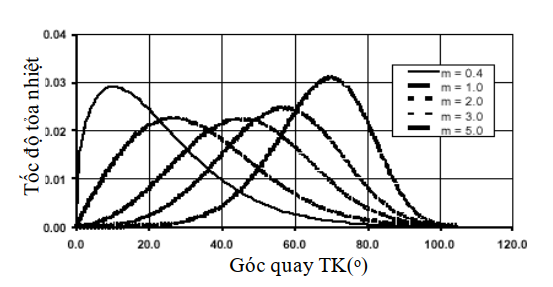 0.04
0.03
0.02
0.01
0.00
Tốc độ tỏa nhiệt
m = 0.4
m = 1.0
m = 2.0
m = 3.0
m = 5.0
0.0 20.0 40.0 60.0 80.0 100.0 120.0
Góc quay TK(º)